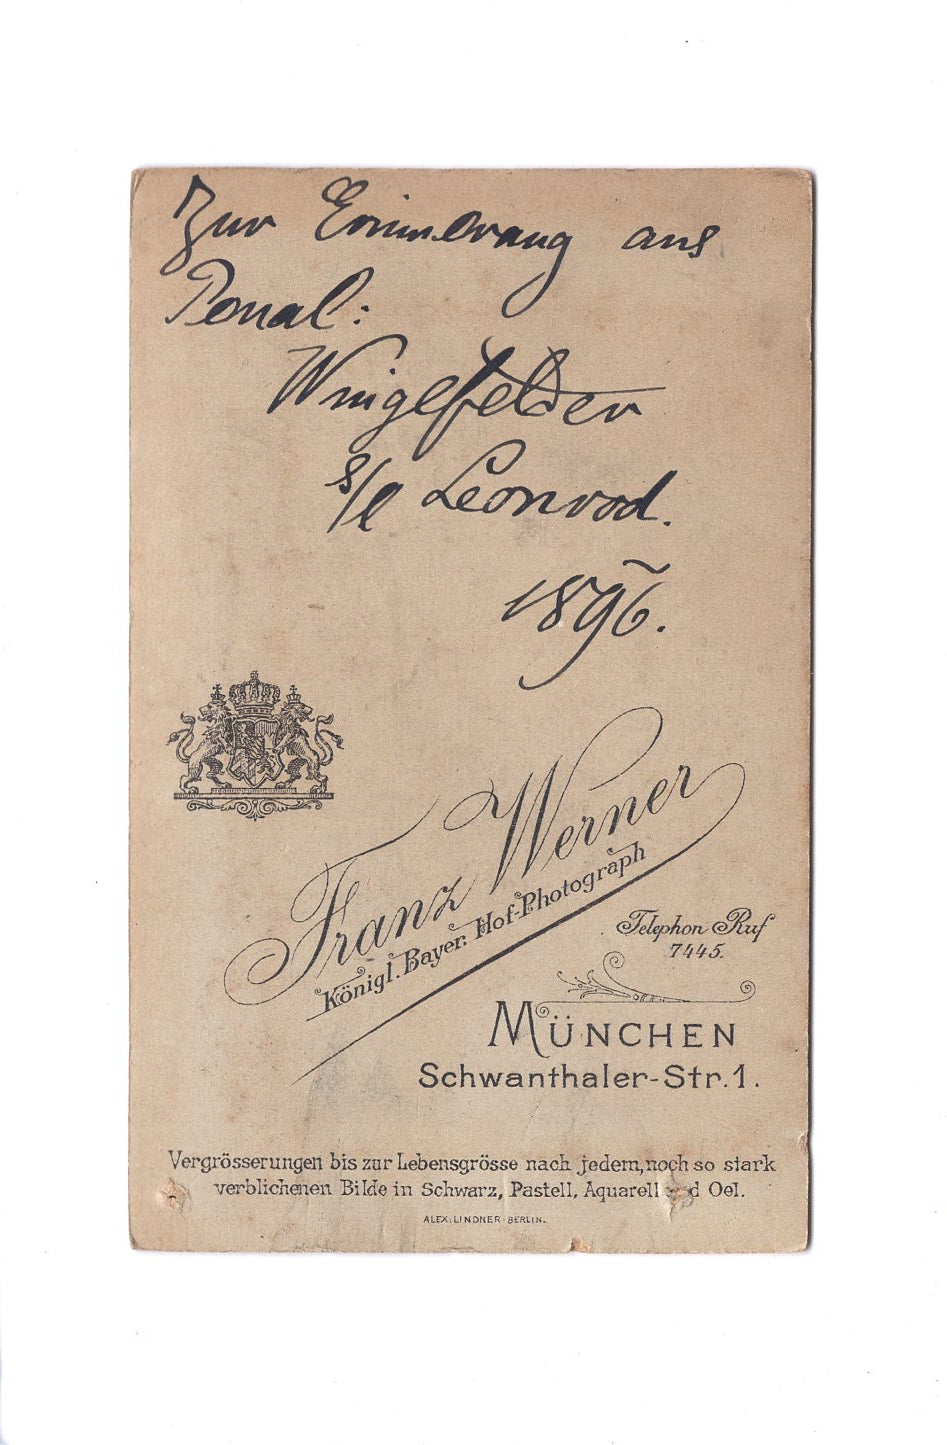 Zur Erinnerung aus
Penal:
Wingefelder
s/l Leonrod.
1896.
Franz Werner
Königl. Bayer. Hof-Photograph
Telephon Ruf
7445.
MÜNCHEN
Schwanthaler-Str.1.
Vergrösserungen bis zur Lebensgrösse nach jedem, noch so stark
verblichenen Bilde in Schwarz, Pastell, Aquarell d Oel.
ALEX. LINDNER · BERLIN.